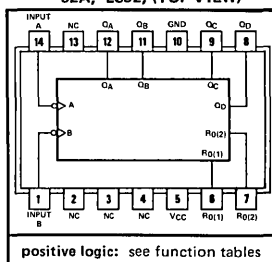 92A, 'LS92, (TOP VIEW)
INPUT A NC QA QB GND QC QD
14 13 12 11 10 9 8
QA QB QC
A QD
B R0(2)
R0(1)
1 2 3 4 5 6 7
INPUT B NC NC NC VCC R0(1) R0(2)
positive logic: see function tables